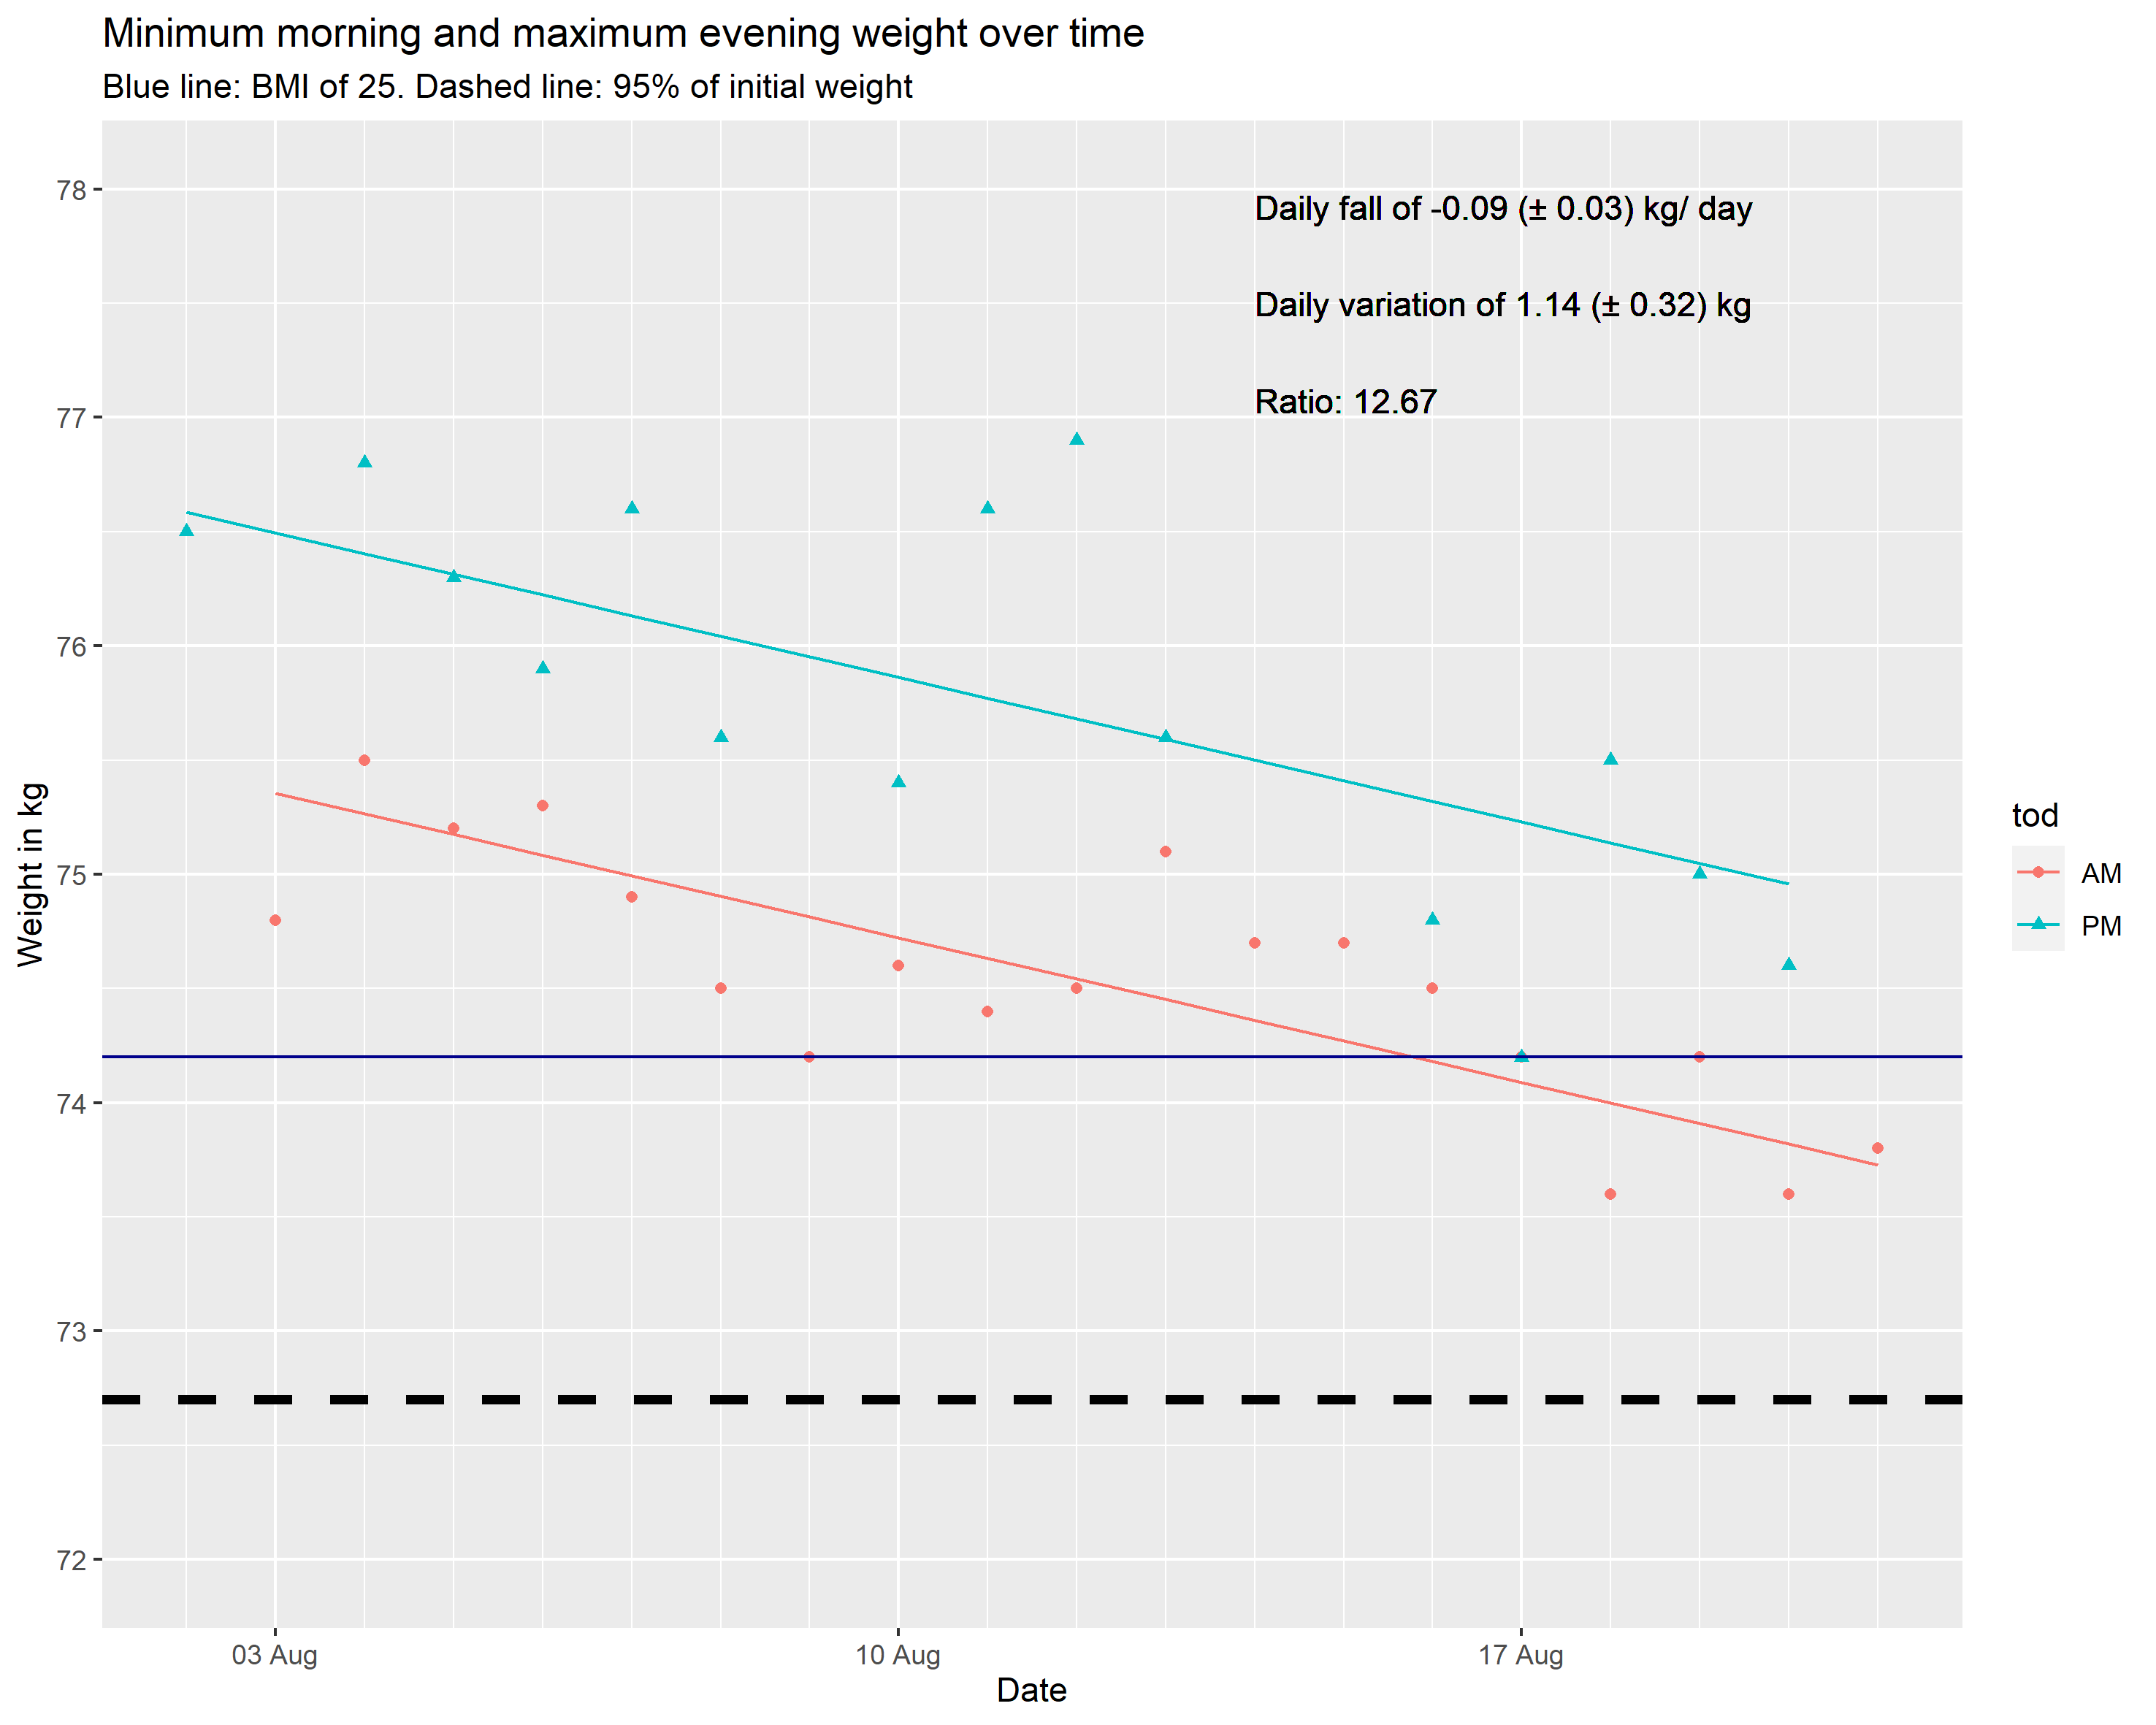 Minimum morning and maximum evening weight over time
Blue line: BMI of 25. Dashed line: 95% of initial weight
Daily fall of -0.09 (± 0.03) kg/ day
Daily variation of 1.14 (± 0.32) kg
Ratio: 12.67
78
77
76
75
74
73
72
Weight in kg
03 Aug
10 Aug
17 Aug
Date
tod
AM
PM